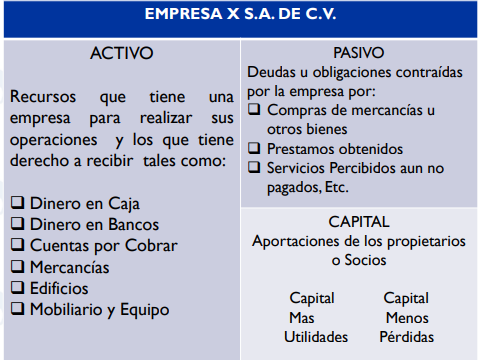 EMPRESA X S.A. DE C.V.
ACTIVO
Recursos que tiene una
empresa para realizar sus
operaciones y los que tiene
derecho a recibir tales como:
❑ Dinero en Caja
❑ Dinero en Bancos
❑ Cuentas por Cobrar
❑ Mercancías
❑ Edificios
❑ Mobiliario y Equipo
PASIVO
Deudas u obligaciones contraídas
por la empresa por:
❑ Compras de mercancías u
otros bienes
❑ Prestamos obtenidos
❑ Servicios Percibidos aun no
pagados, Etc.
CAPITAL
Aportaciones de los propietarios
o Socios
Capital Capital
Mas Menos
Utilidades Pérdidas